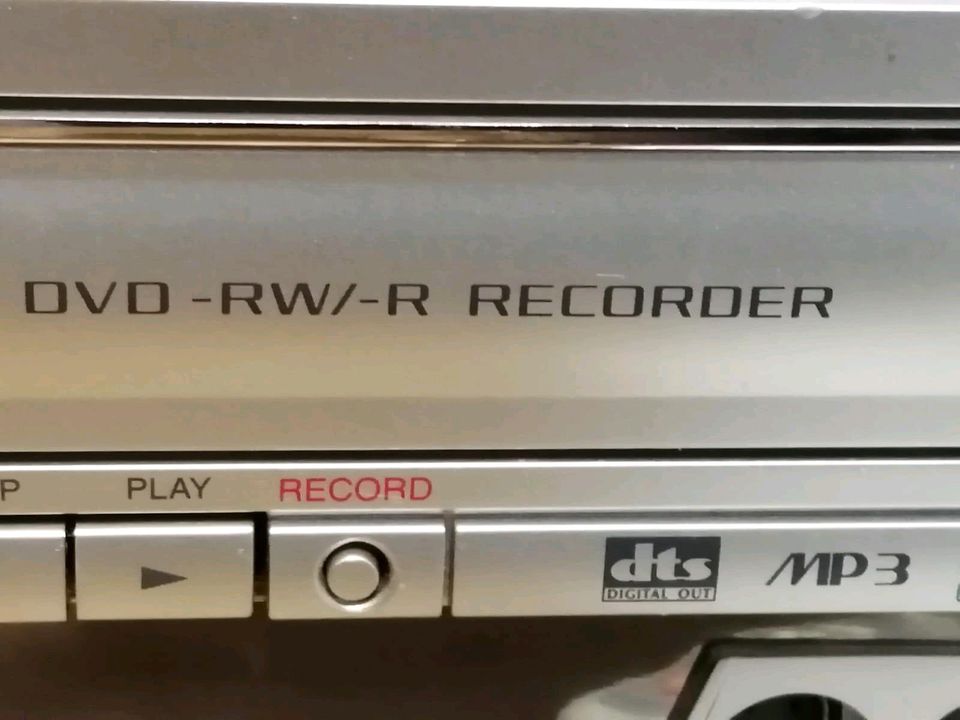 DVD -RW/-R RECORDER
P PLAY RECORD
dts MP3
DIGITAL OUT